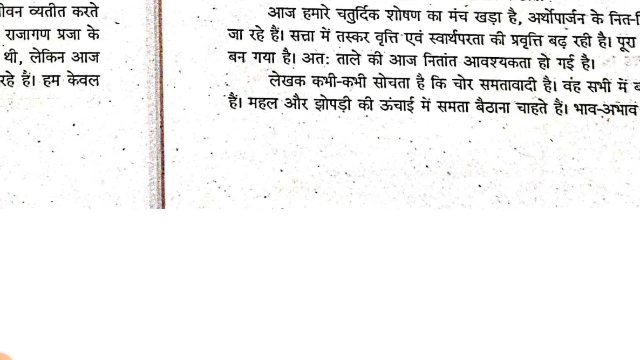 जीवन व्यतीत करते
राजागण प्रजा के
थी, लेकिन आज
रहे हैं। हम केवल
आज हमारे चतुर्दिक शोषण का मंच खड़ा है, अर्थोपार्जन के नित-
जा रहे हैं। सत्ता में तस्कर वृत्ति एवं स्वार्थपरता की प्रवृत्ति बढ़ रही है। पूरा
बन गया है। अतः ताले की आज नितांत आवश्यकता हो गई है।
लेखक कभी-कभी सोचता है कि चोर समतावादी है। वह सभी में
हैं। महल और झोपड़ी की ऊंचाई में समता बैठाना चाहते हैं। भाव-अभाव